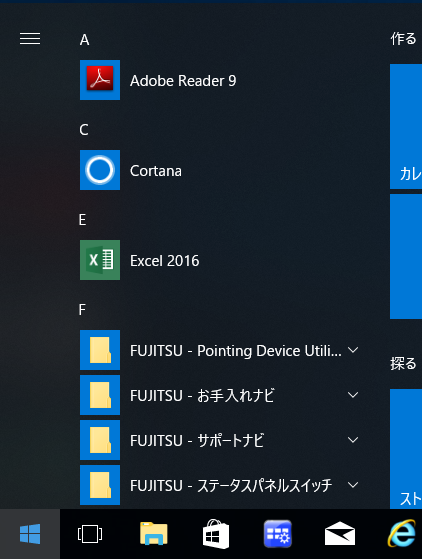 A
作る
Adobe Reader 9
カレ
C
Cortana
E
Excel 2016
F
FUJITSU - Pointing Device Utili...
探る
FUJITSU - お手入れナビ
FUJITSU - サポートナビ
FUJITSU - ステータスパネルスイッチ
スト